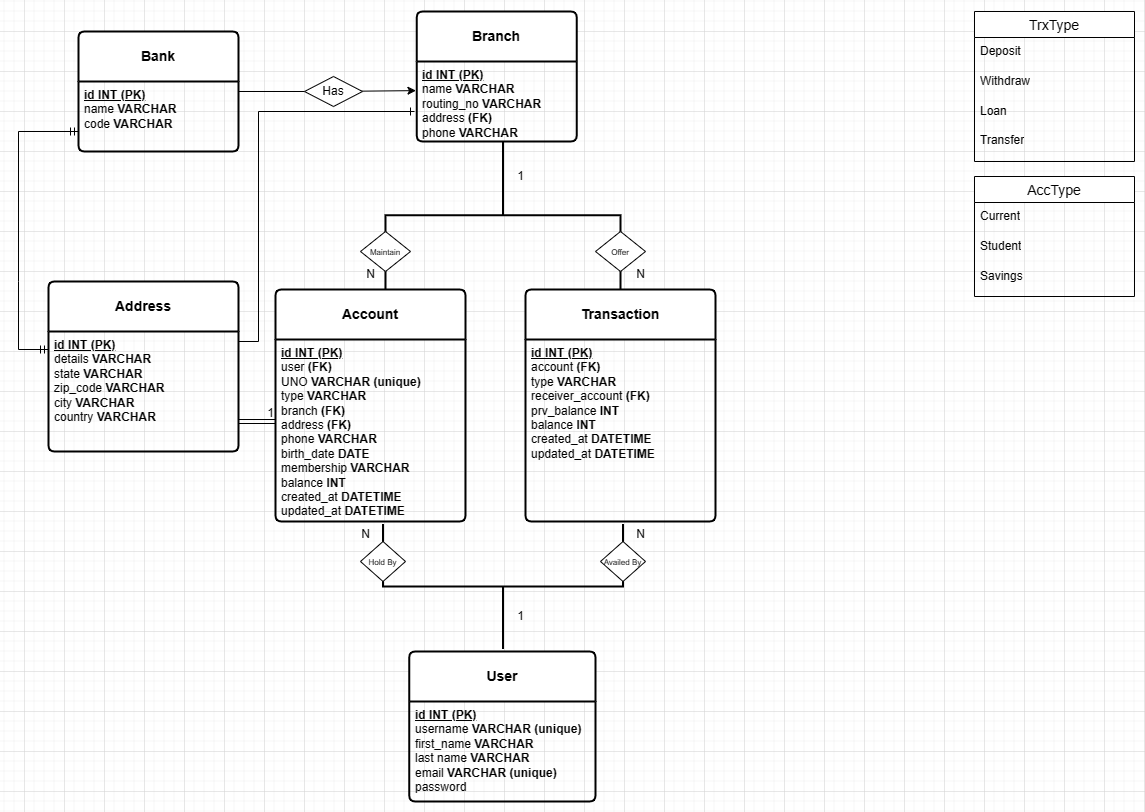 Bank
id INT (PK)
name VARCHAR
code VARCHAR
Has
Branch
id INT (PK)
name VARCHAR
routing_no VARCHAR
address (FK)
phone VARCHAR
TrxType
Deposit
Withdraw
Loan
Transfer
AccType
Current
Student
Savings
1
Maintain
N
Offer
N
Address
id INT (PK)
details VARCHAR
state VARCHAR
zip_code VARCHAR
city VARCHAR
country VARCHAR
1
Account
id INT (PK)
user (FK)
UNO VARCHAR (unique)
type VARCHAR
branch (FK)
address (FK)
phone VARCHAR
birth_date DATE
membership VARCHAR
balance INT
created_at DATETIME
updated_at DATETIME
Transaction
id INT (PK)
account (FK)
type VARCHAR
receiver_account (FK)
prv_balance INT
balance INT
created_at DATETIME
updated_at DATETIME
N
Hold By
N
Availed By
1
User
id INT (PK)
username VARCHAR (unique)
first_name VARCHAR
last name VARCHAR
email VARCHAR (unique)
password